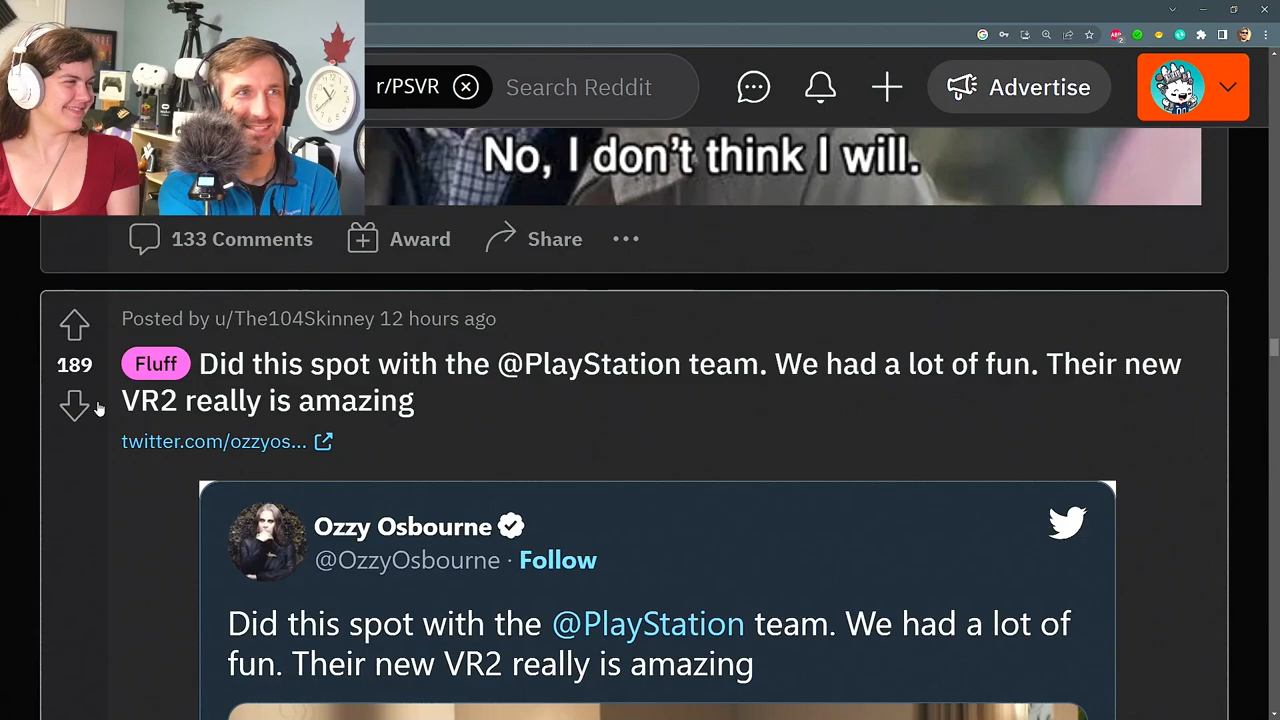 r/PSVR
Search Reddit
Advertise
No, I don't think I will.
133 Comments
Award
Share
Posted by u/The104Skinney 12 hours ago
189
Fluff
Did this spot with the @PlayStation team. We had a lot of fun. Their new
VR2 really is amazing
twitter.com/ozzyos...
Ozzy Osbourne
@OzzyOsbourne · Follow
Did this spot with the @PlayStation team. We had a lot of
fun. Their new VR2 really is amazing